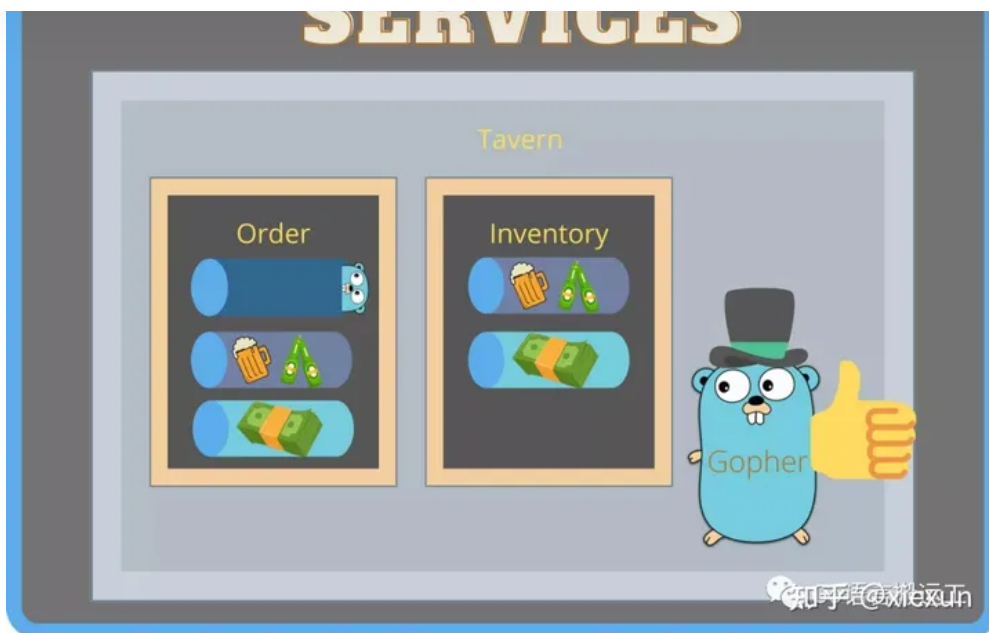 SERVICES
Tavern
Order
Inventory
Gopher
知乎 @xiexun